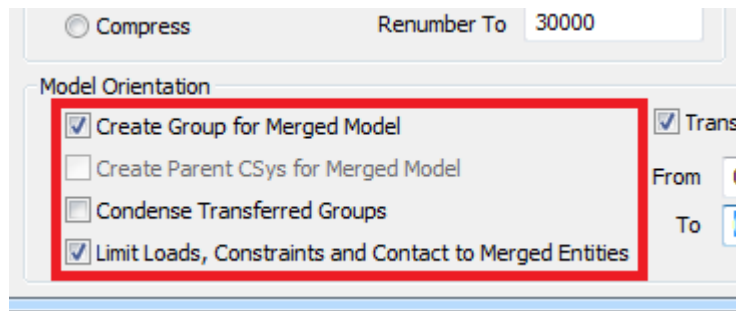 Compress Renumber To 30000
Model Orientation
Create Group for Merged Model
Create Parent CSys for Merged Model From
Condense Transferred Groups To
Limit Loads, Constraints and Contact to Merged Entities